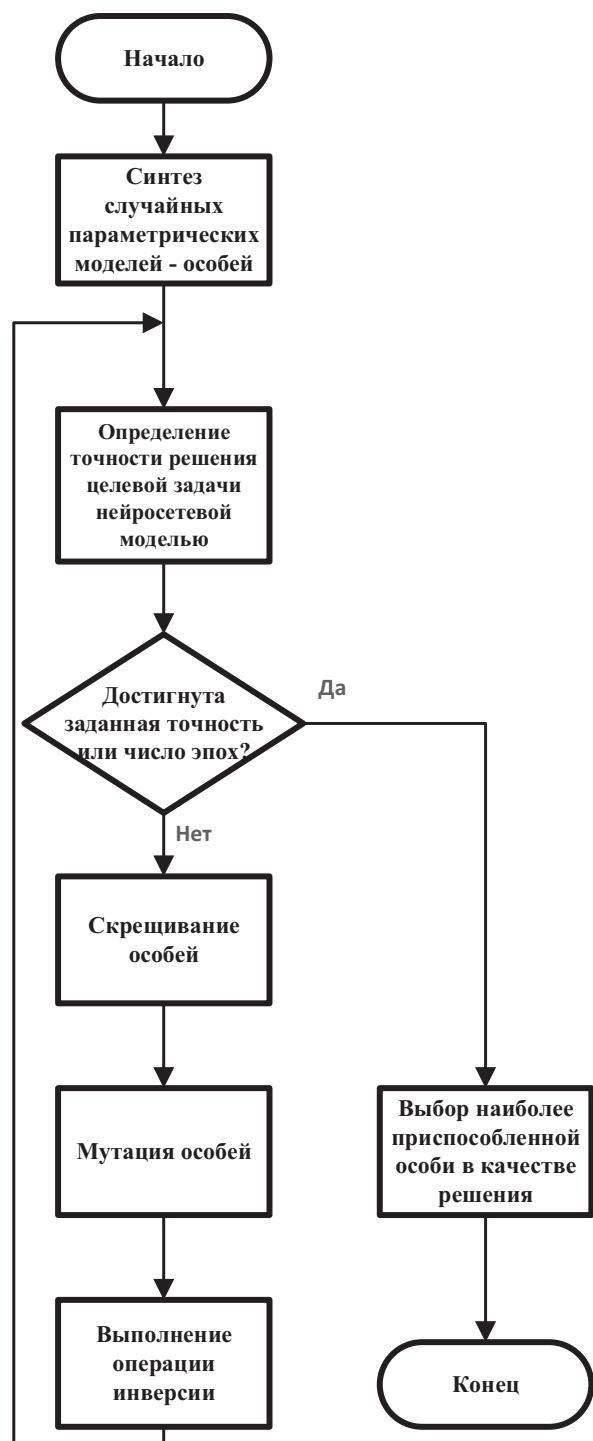 Начало
Синтез
случайных
параметрических
моделей - особей
Определение
точности решения
целевой задачи
нейросетевой
моделью
Достигнута
заданная точность
или число эпох?
Да
Нет
Скрещивание
особей
Мутация особей
Выбор наиболее
приспособленной
особи в качестве
решения
Выполнение
операции
инверсии
Конец